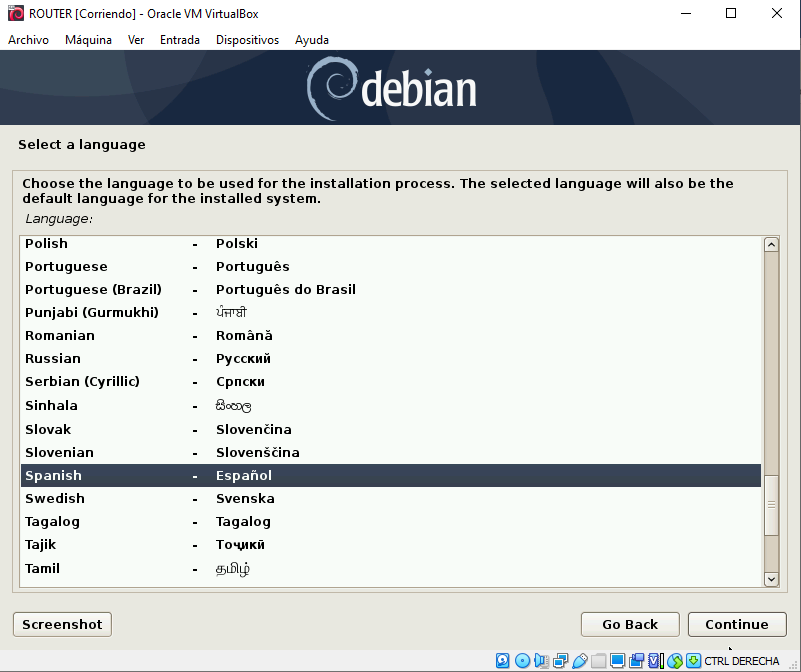 ROUTER [Corriendo] - Oracle VM VirtualBox
Archivo Máquina Ver Entrada Dispositivos Ayuda
debian
Select a language
Choose the language to be used for the installation process. The selected language will also be the
default language for the installed system.
Language:
Polish - Polski
Portuguese - Português
Portuguese (Brazil) - Português do Brasil
Punjabi (Gurmukhi) - ਪੰਜਾਬੀ
Romanian - Română
Russian - Русский
Serbian (Cyrillic) - Српски
Sinhala - සිංහල
Slovak - Slovenčina
Slovenian - Slovenščina
Spanish - Español
Swedish - Svenska
Tagalog - Tagalog
Tajik - Тоҷикӣ
Tamil - தமிழ்
Screenshot Go Back Continue
CTRL DERECHA